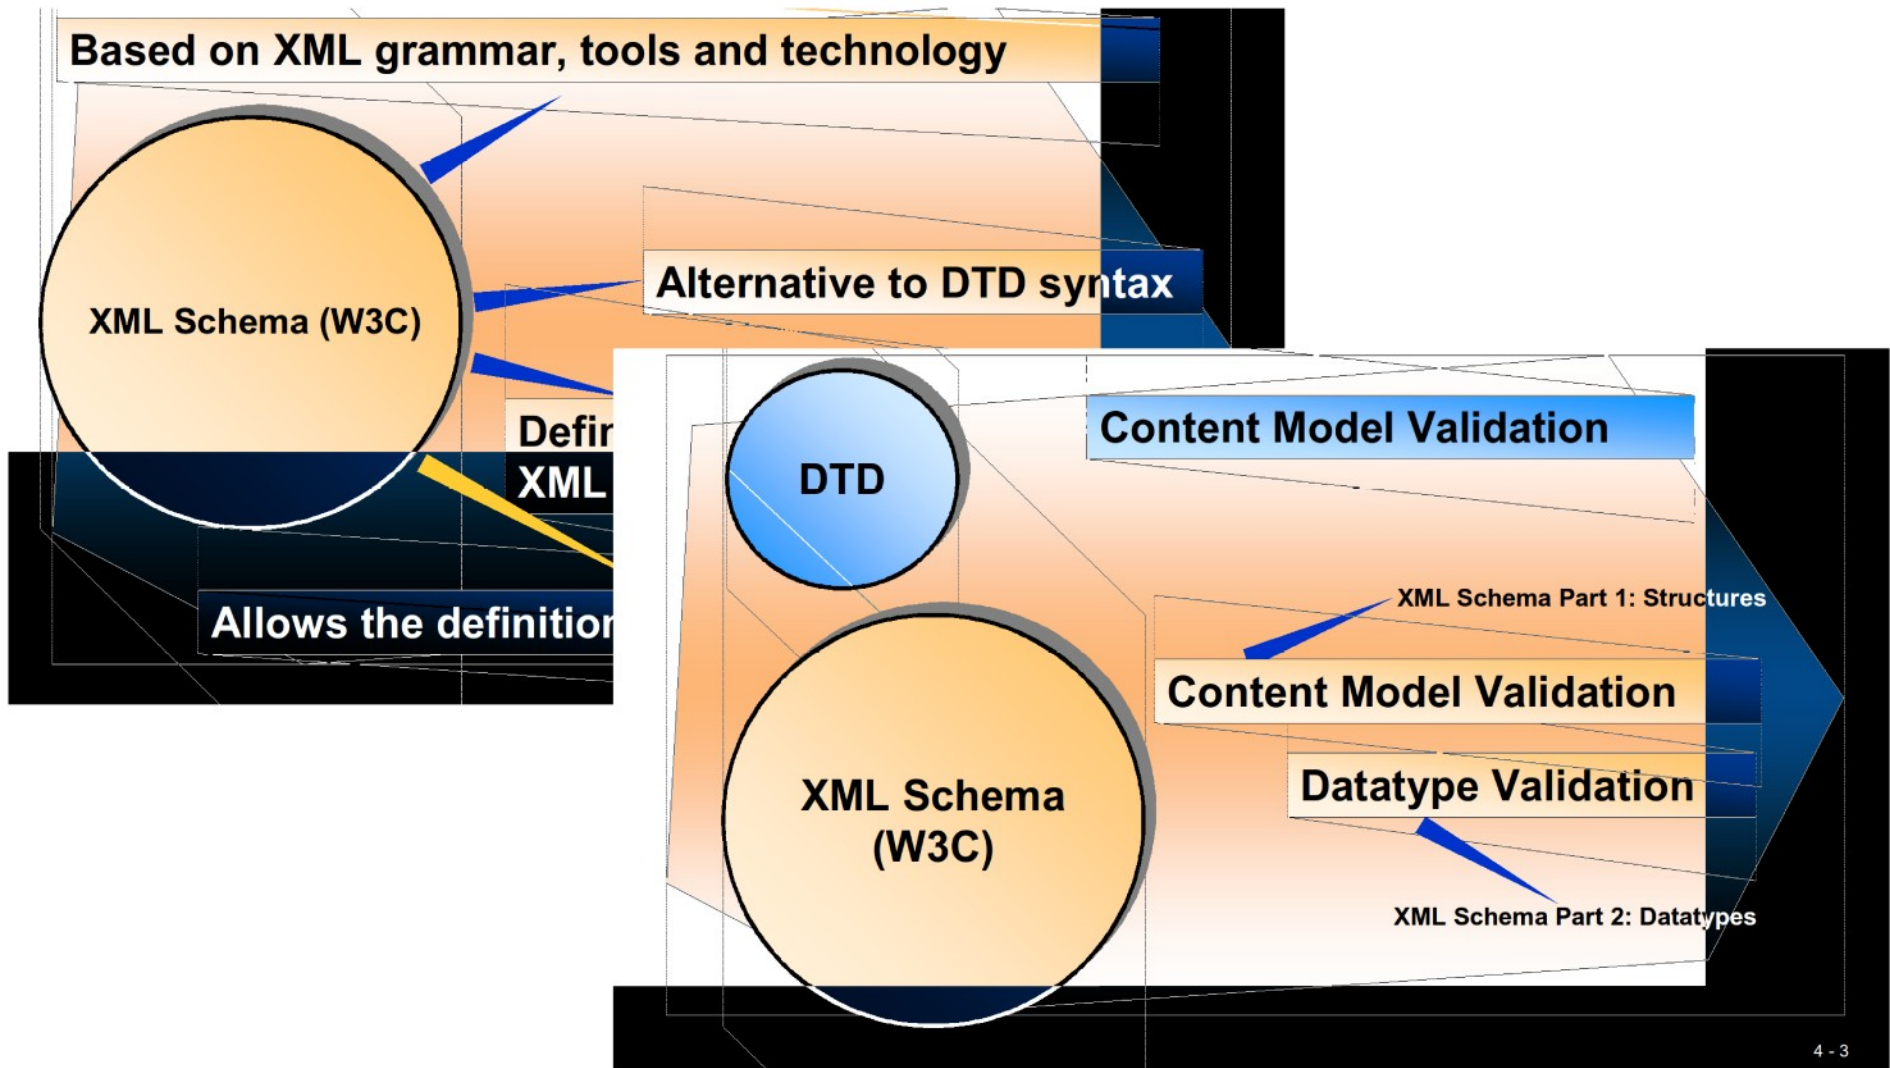 Based on XML grammar, tools and technology
Alternative to DTD syntax
XML Schema (W3C)
XML
Allows the
DTD
Content Model Validation
XML Schema Part 1: Structures
Content Model Validation
Datatype Validation
XML Schema
(W3C)
XML Schema Part 2: Datatypes
4 - 3